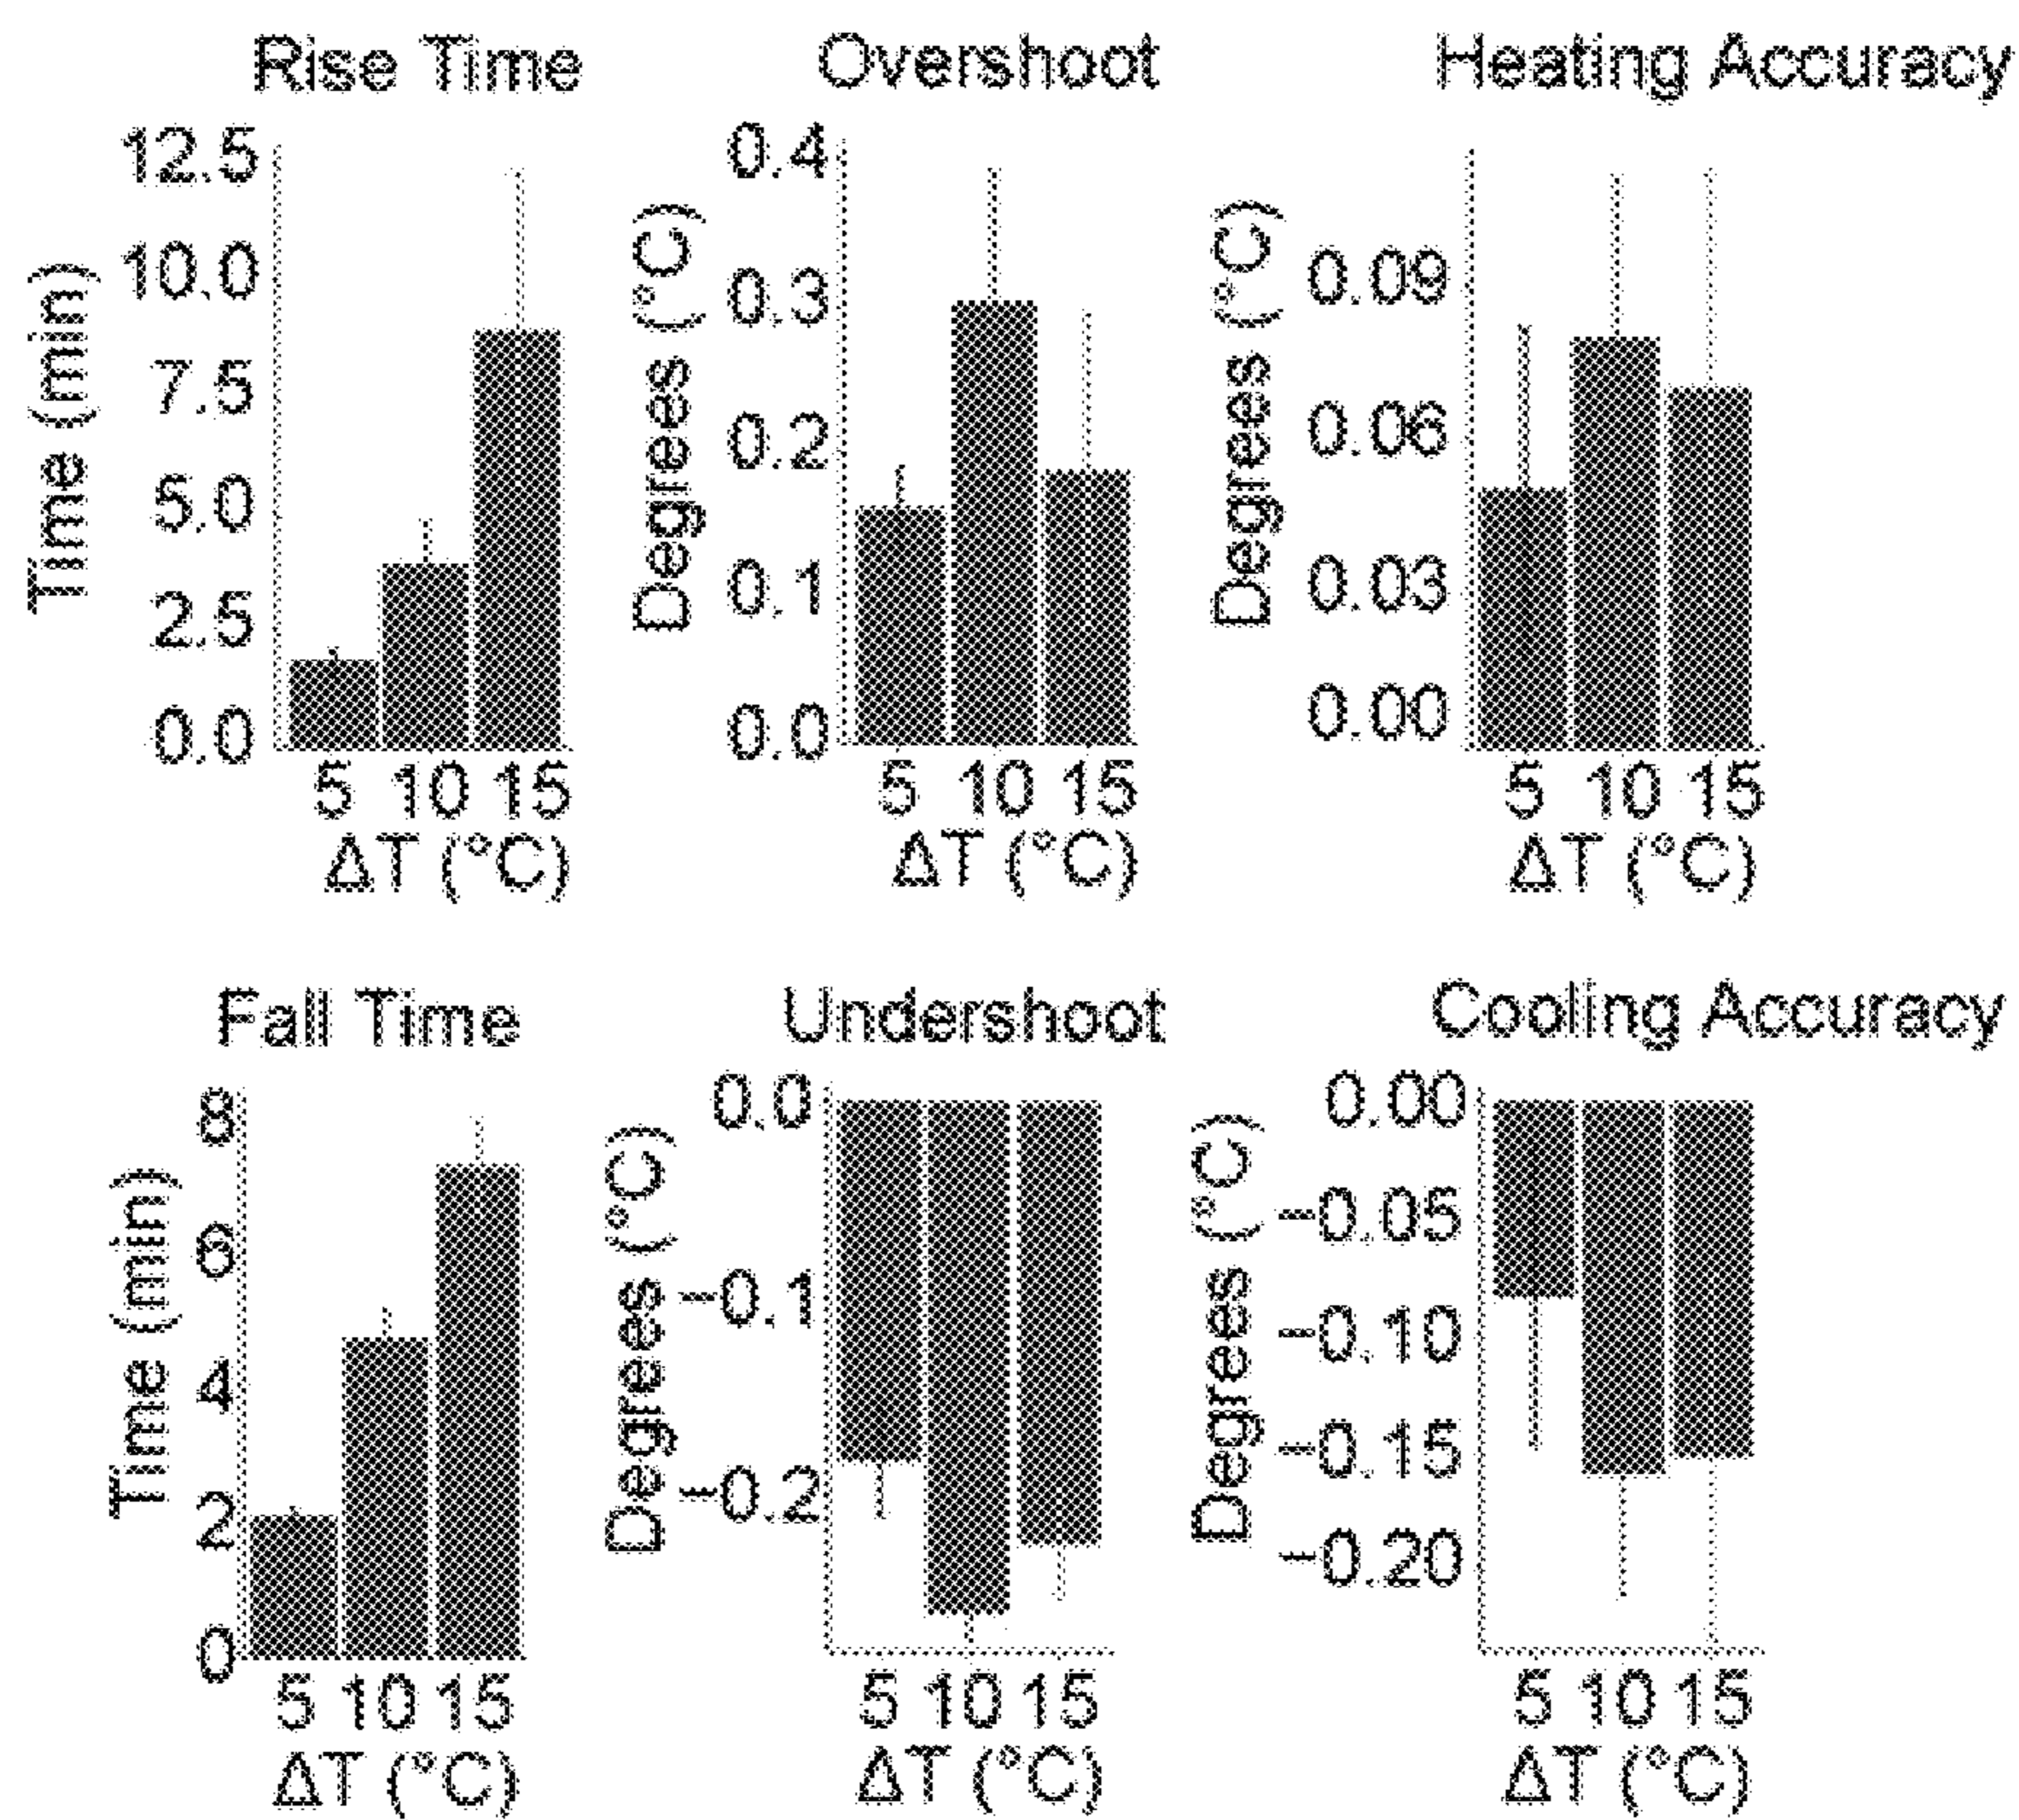 Rise Time
Time (min)
12.5
10.0
7.5
5.0
2.5
0.0
5 10 15
ΔT (°C)
Overshoot
Degrees (°C)
0.4
0.3
0.2
0.1
0.0
5 10 15
ΔT (°C)
Heating Accuracy
Degrees (°C)
0.09
0.06
0.03
0.00
5 10 15
ΔT (°C)
Fall Time
Time (min)
8
6
4
2
0
5 10 15
ΔT (°C)
Undershoot
Degrees (°C)
0.0
−0.1
−0.2
5 10 15
ΔT (°C)
Cooling Accuracy
Degrees (°C)
0.00
−0.05
−0.10
−0.15
−0.20
5 10 15
ΔT (°C)